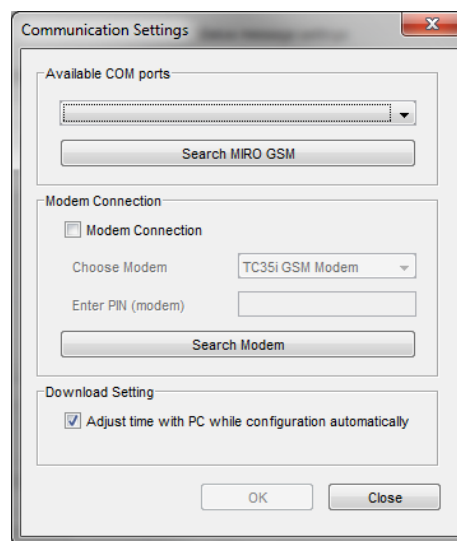 Communication Settings
Available COM ports
Search MIRO GSM
Modem Connection
Modem Connection
Choose Modem TC35i GSM Modem
Enter PIN (modem)
Search Modem
Download Setting
Adjust time with PC while configuration automatically
OK Close